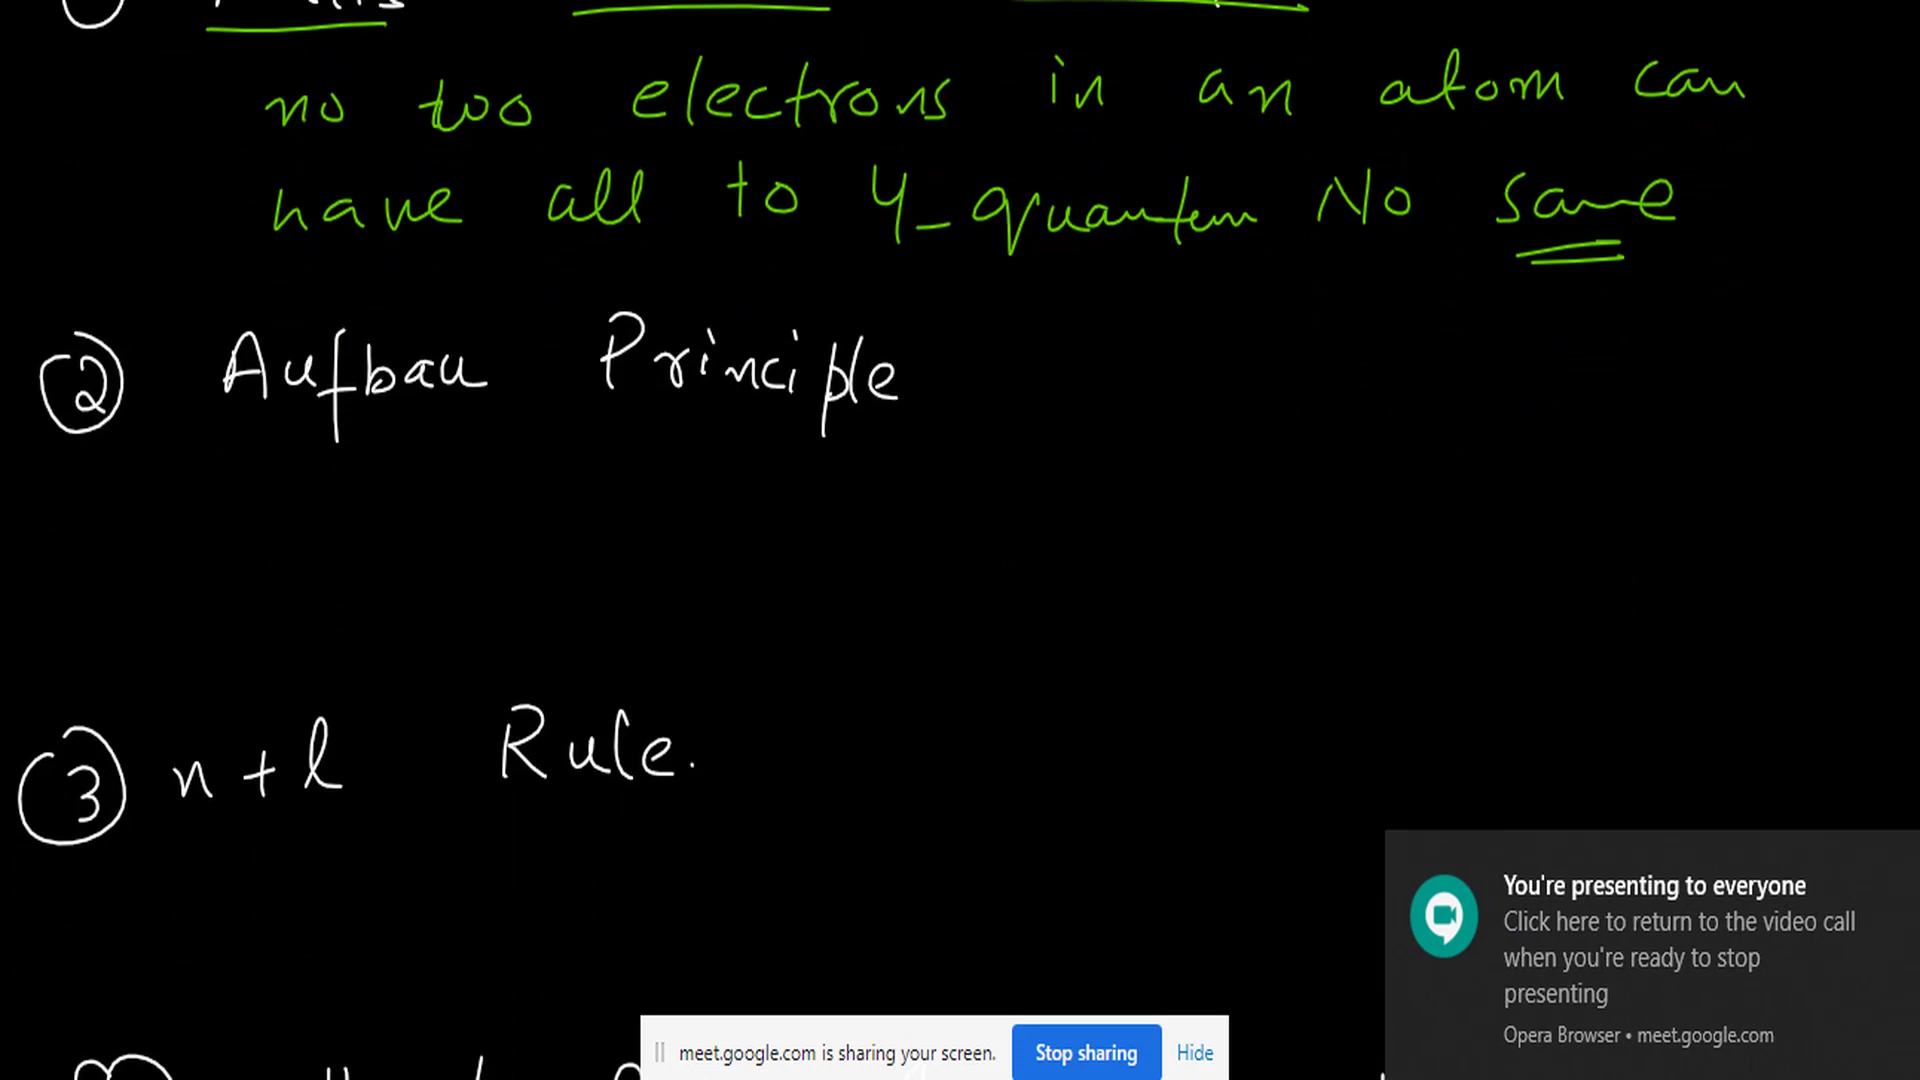 no two electrons in an atom can
have all to 4-quantum No same
② Aufbau Principle
③ n+l Rule.
You're presenting to everyone
Click here to return to the video call
when you're ready to stop
presenting
Opera Browser • meet.google.com
meet.google.com is sharing your screen. Stop sharing Hide